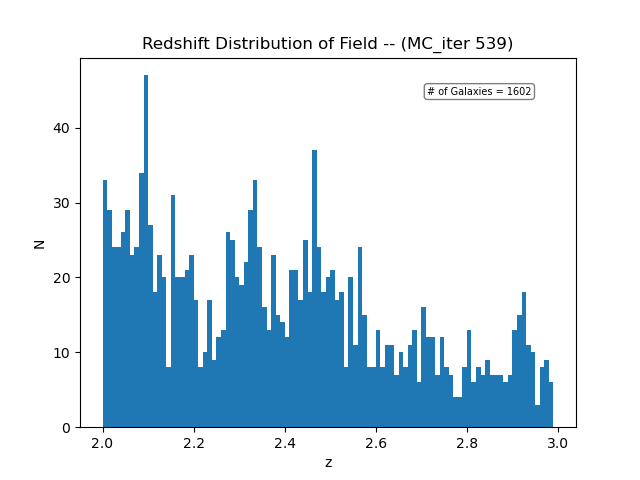 Redshift Distribution of Field -- (MC_iter 539)
# of Galaxies = 1602
N
40
30
20
10
0
2.0 2.2 2.4 2.6 2.8 3.0
z